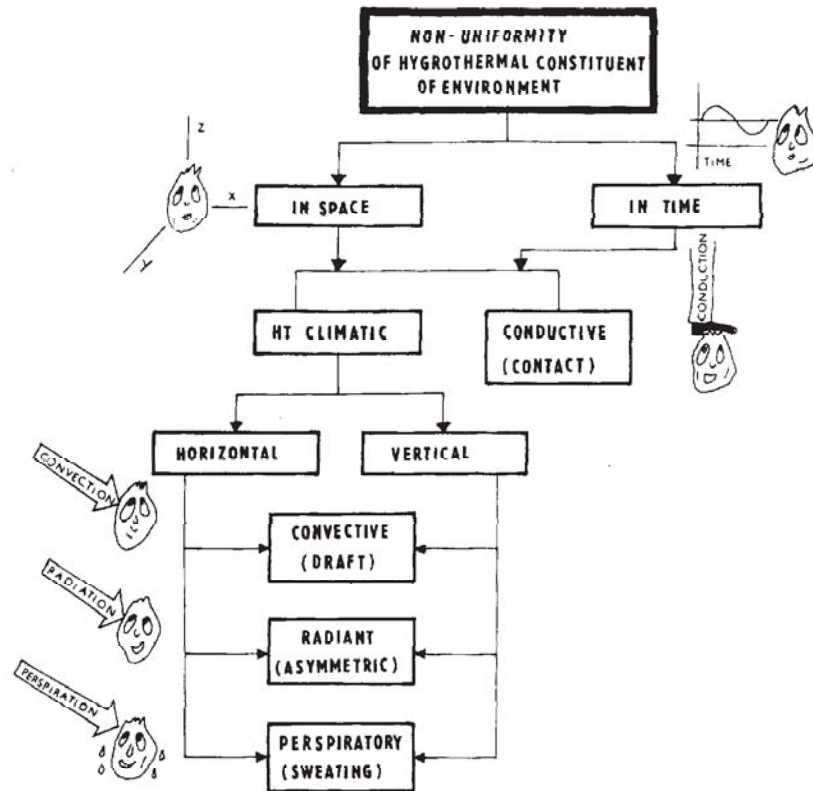 NON-UNIFORMITY
OF HYGROTHERMAL CONSTITUENT
OF ENVIRONMENT
TIME
Z
X
Y
IN SPACE
IN TIME
CONDUCTION
HT CLIMATIC
CONDUCTIVE
(CONTACT)
HORIZONTAL
VERTICAL
CONVECTION
CONVECTIVE
(DRAFT)
RADIATION
RADIANT
(ASYMMETRIC)
PERSPIRATION
PERSPIRATORY
(SWEATING)